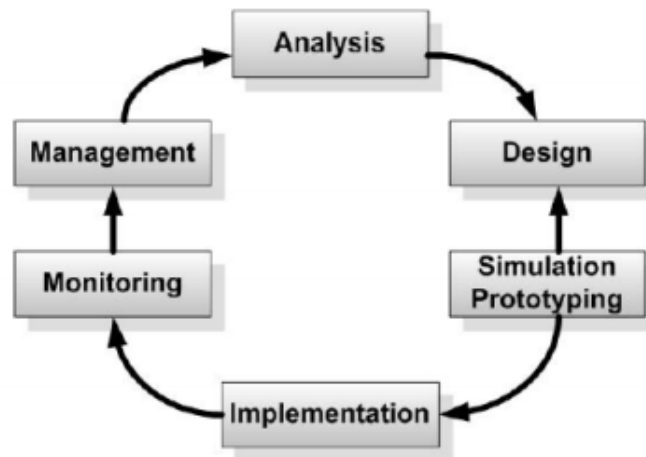 Analysis
Management
Design
Monitoring
Simulation
Prototyping
Implementation